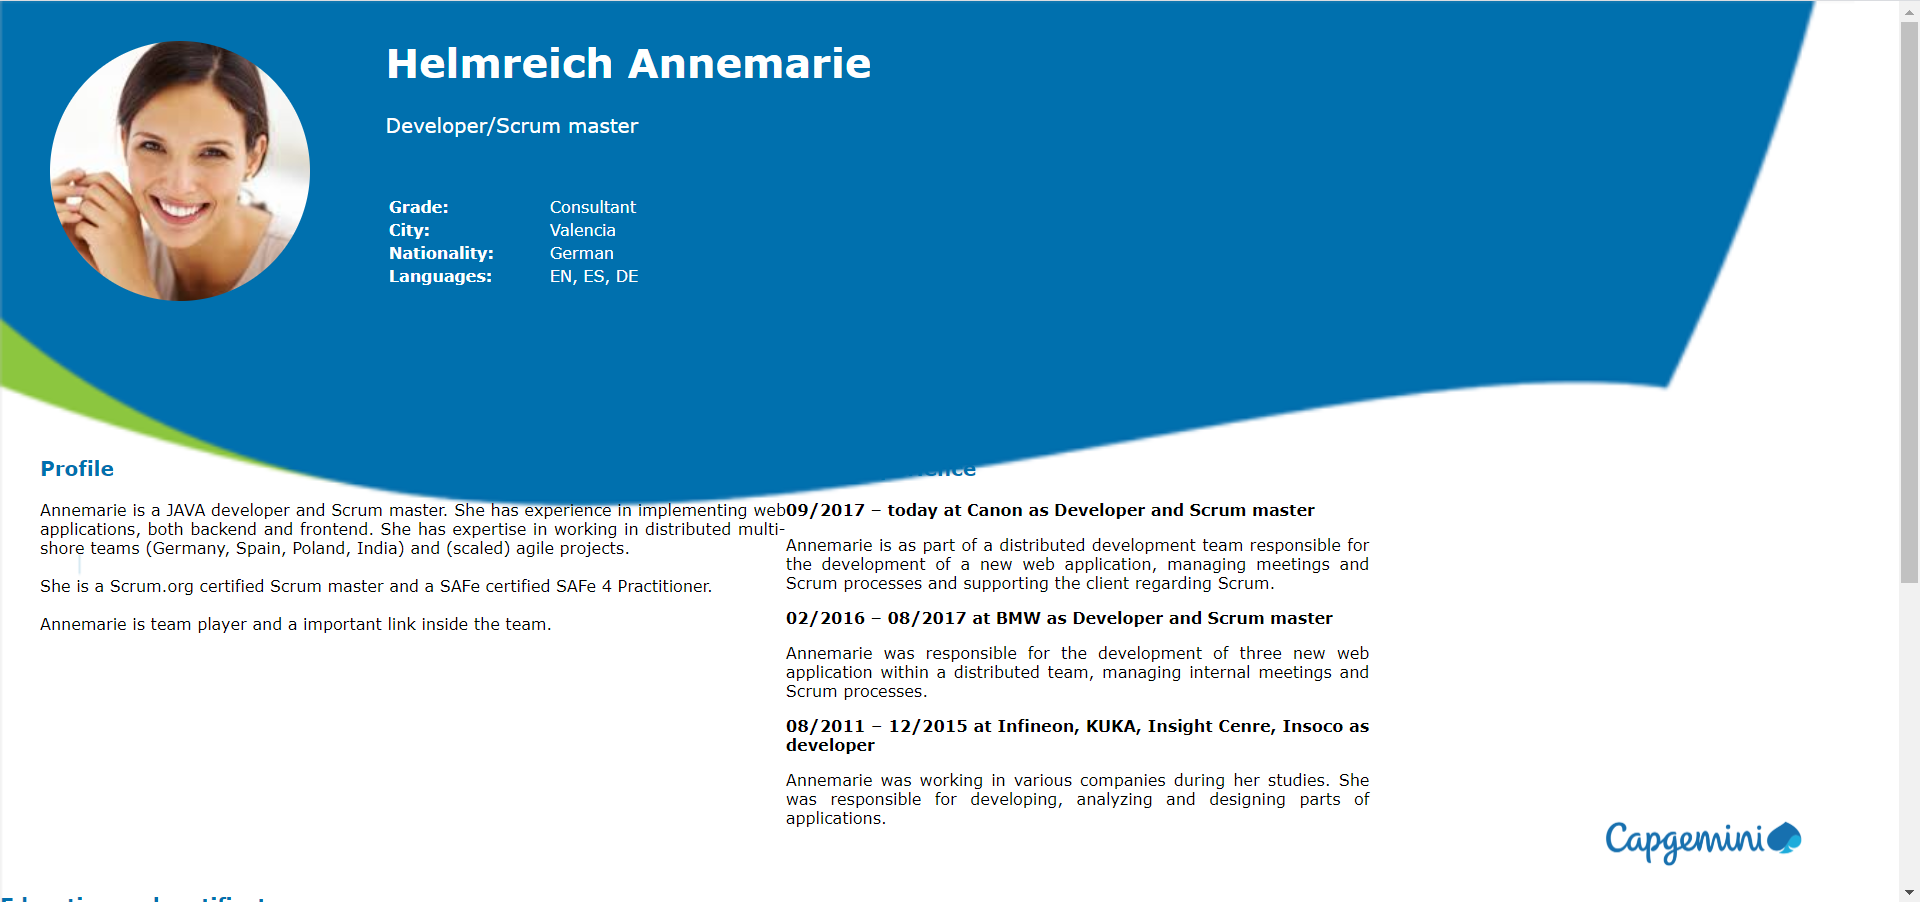 Helmreich Annemarie
Developer/Scrum master
Grade: Consultant
City: Valencia
Nationality: German
Languages: EN, ES, DE
Profile
Annemarie is a JAVA developer and Scrum master. She has experience in implementing web
applications, both backend and frontend. She has expertise in working in distributed multi-
shore teams (Germany, Spain, Poland, India) and (scaled) agile projects.
She is a Scrum.org certified Scrum master and a SAFe certified SAFe 4 Practitioner.
Annemarie is team player and a important link inside the team.
09/2017 – today at Canon as Developer and Scrum master
Annemarie is as part of a distributed development team responsible for
the development of a new web application, managing meetings and
Scrum processes and supporting the client regarding Scrum.
02/2016 – 08/2017 at BMW as Developer and Scrum master
Annemarie was responsible for the development of three new web
application within a distributed team, managing internal meetings and
Scrum processes.
08/2011 – 12/2015 at Infineon, KUKA, Insight Cenre, Insoco as
developer
Annemarie was working in various companies during her studies. She
was responsible for developing, analyzing and designing parts of
applications.
Capgemini